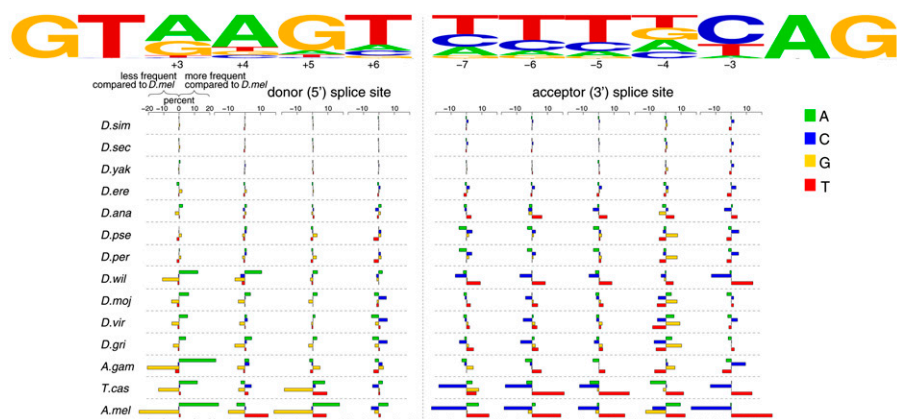 GTAAGT TTTTCAG
GG T A C C C C A G C T
+3 +4 +5 +6 −7 −6 −5 −4 −3
less frequent more frequent
compared to D.mel compared to D.mel
donor (5’) splice site acceptor (3’) splice site
percent
−20 −10 0 10 20 −10 10 −10 10 −10 10 −10 10 −10 10 −10 10 −10 10 −10 10
D.sim
D.sec
D.yak
D.ere
D.ana
D.pse
D.per
D.wil
D.moj
D.vir
D.gri
A.gam
T.cas
A.mel
A
C
G
T